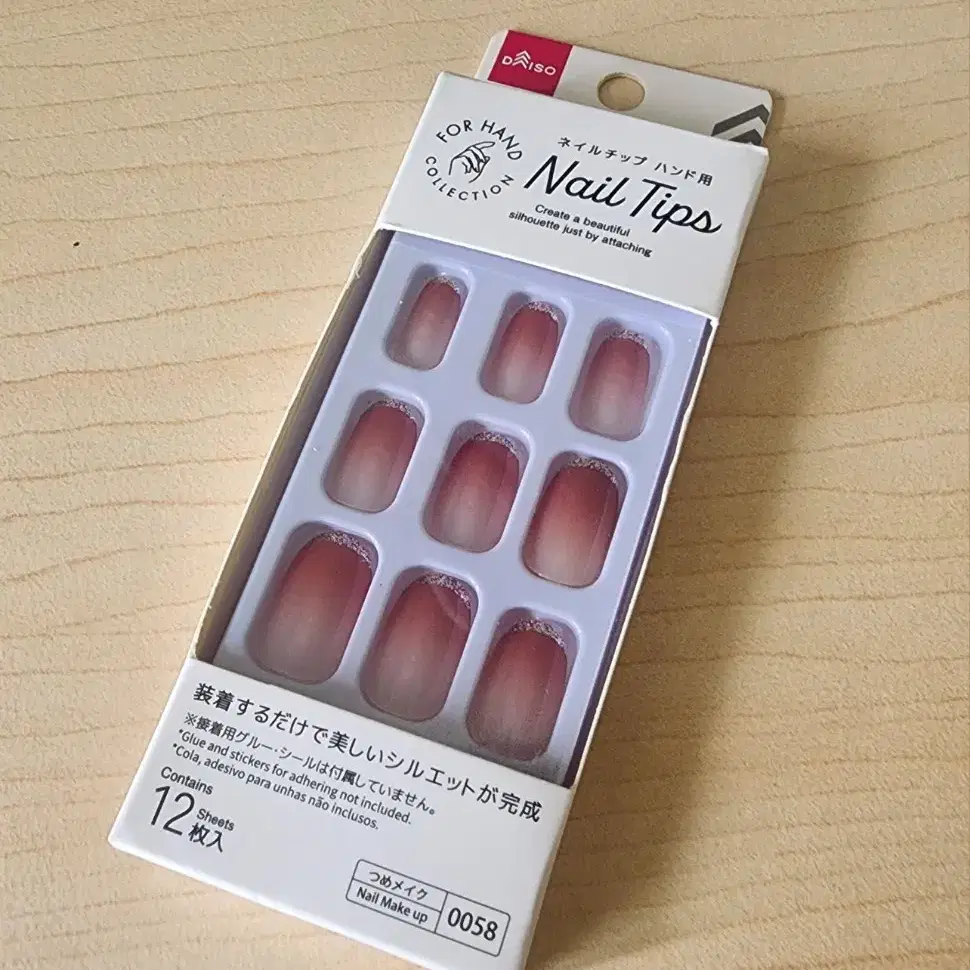 DAISO
FOR HAND
COLLECTION
ネイルチップ ハンド用
Nail Tips
Create a beautiful
silhouette just by attaching
装着するだけで美しいシルエットが完成
※接着用グルー・シールは付属していません。
*Glue and stickers for adhering not included.
*Cola, adesivo para unhas não inclusos.
Contains
12 Sheets
枚入
つめメイク
Nail Make up
0058